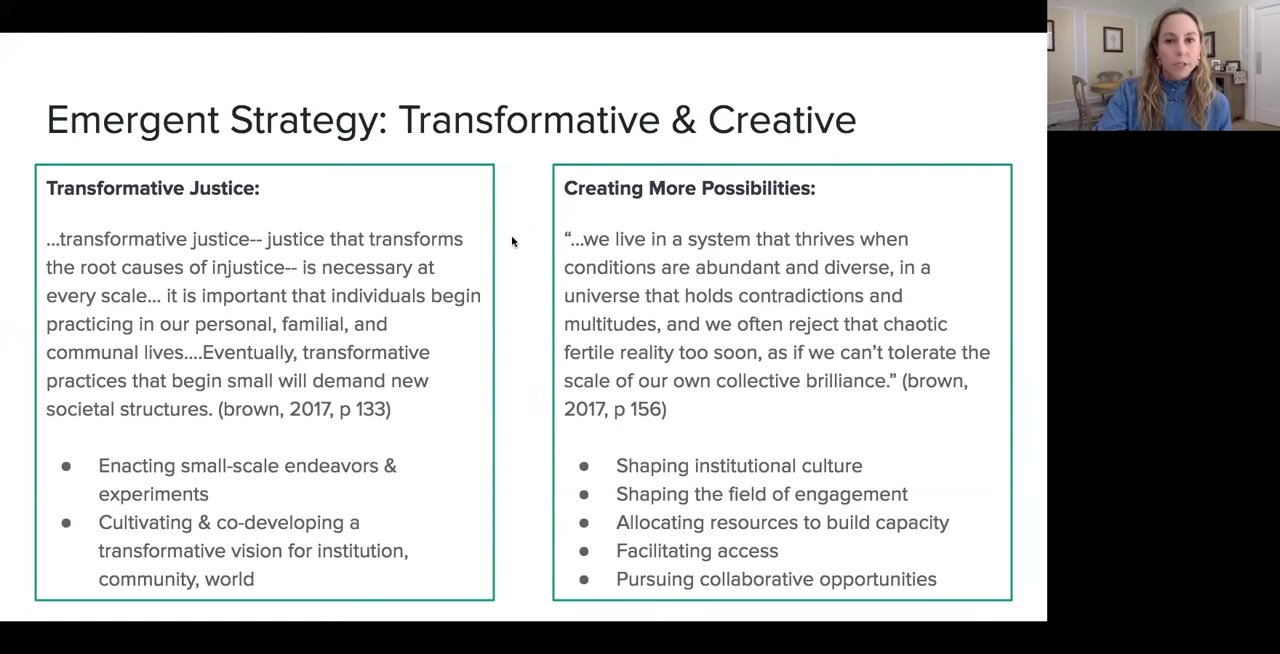 Emergent Strategy: Transformative & Creative
Transformative Justice:
...transformative justice-- justice that transforms
the root causes of injustice-- is necessary at
every scale... it is important that individuals begin
practicing in our personal, familial, and
communal lives....Eventually, transformative
practices that begin small will demand new
societal structures. (brown, 2017, p 133)
● Enacting small-scale endeavors &
experiments
● Cultivating & co-developing a
transformative vision for institution,
community, world
Creating More Possibilities:
“...we live in a system that thrives when
conditions are abundant and diverse, in a
universe that holds contradictions and
multitudes, and we often reject that chaotic
fertile reality too soon, as if we can’t tolerate the
scale of our own collective brilliance.” (brown,
2017, p 156)
● Shaping institutional culture
● Shaping the field of engagement
● Allocating resources to build capacity
● Facilitating access
● Pursuing collaborative opportunities